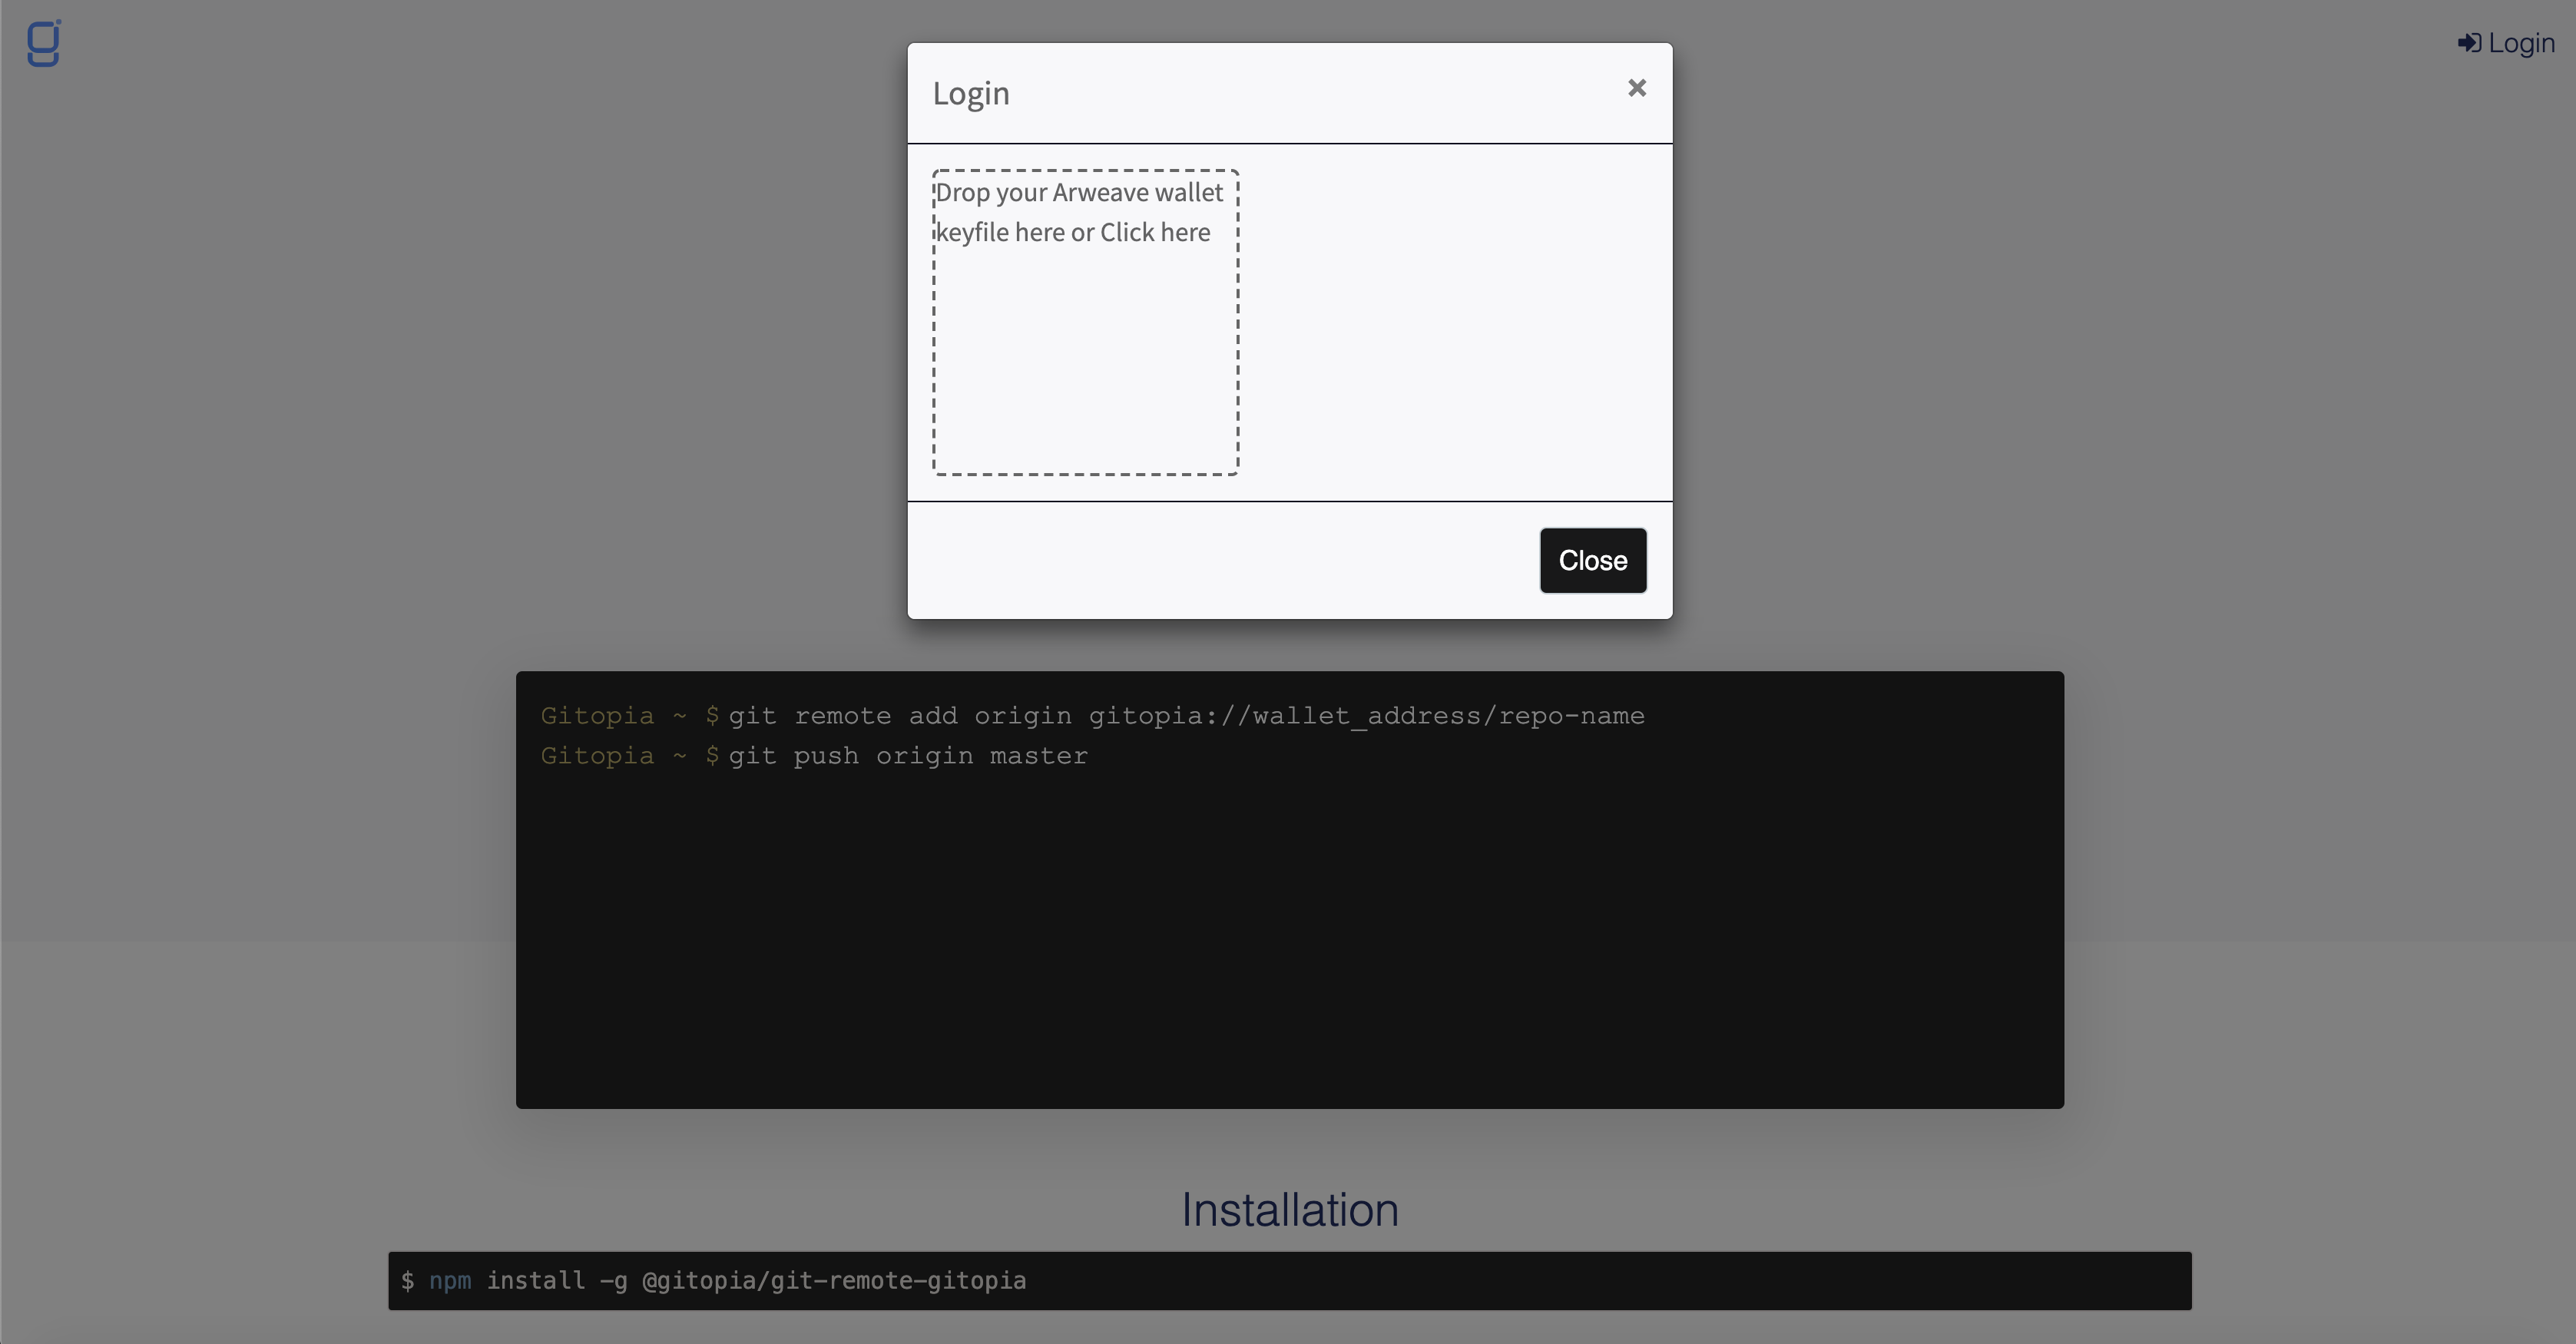 Login
Login
×
Drop your Arweave wallet
keyfile here or Click here
Close
Gitopia ~ $ git remote add origin gitopia://wallet_address/repo-name
Gitopia ~ $ git push origin master
Installation
$ npm install -g @gitopia/git-remote-gitopia